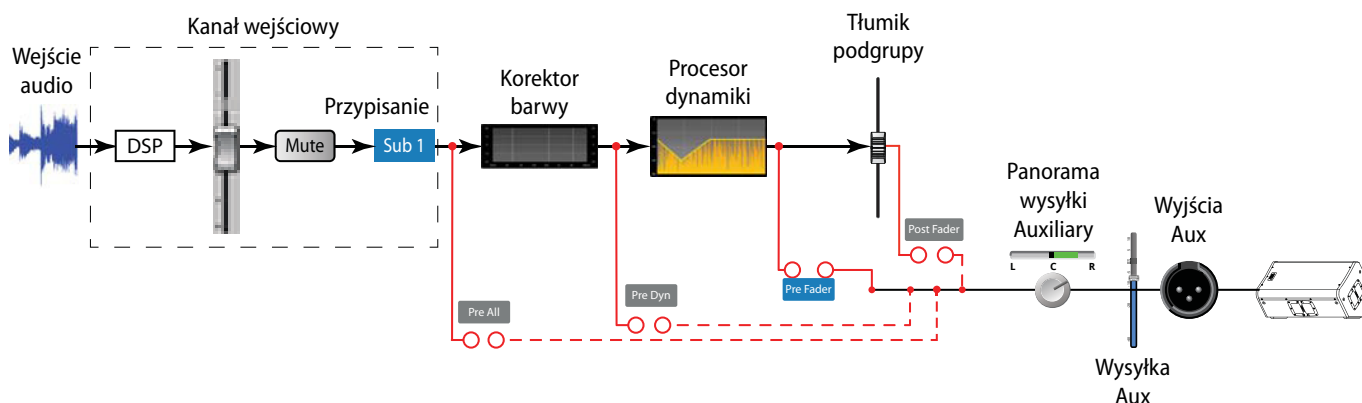 Kanał wejściowy
Wejście
audio
DSP
Mute
Przypisanie
Sub 1
Korektor
barwy
Procesor
dynamiki
Tłumik
podgrupy
Post Fader
Pre Fader
Pre Dyn
Pre All
Panorama
wysyłki
Auxiliary
L C R
Wyjścia
Aux
Wysyłka
Aux